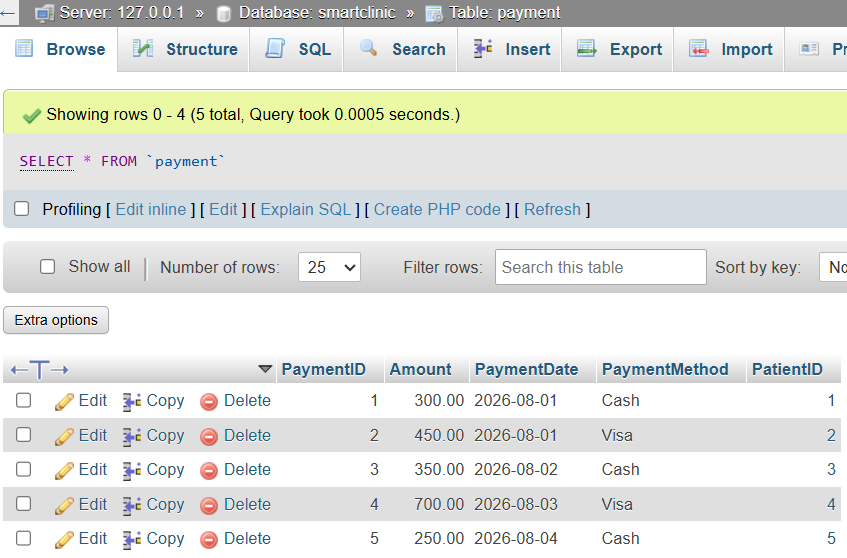 Server: 127.0.0.1 » Database: smartclinic » Table: payment
Browse Structure SQL Search Insert Export Import
Showing rows 0 - 4 (5 total, Query took 0.0005 seconds.)
SELECT * FROM `payment`
Profiling [ Edit inline ] [ Edit ] [ Explain SQL ] [ Create PHP code ] [ Refresh ]
Show all | Number of rows: 25 Filter rows: Search this table Sort by key:
Extra options
←T→ PaymentID Amount PaymentDate PaymentMethod PatientID
Edit Copy Delete 1 300.00 2026-08-01 Cash 1
Edit Copy Delete 2 450.00 2026-08-01 Visa 2
Edit Copy Delete 3 350.00 2026-08-02 Cash 3
Edit Copy Delete 4 700.00 2026-08-03 Visa 4
Edit Copy Delete 5 250.00 2026-08-04 Cash 5